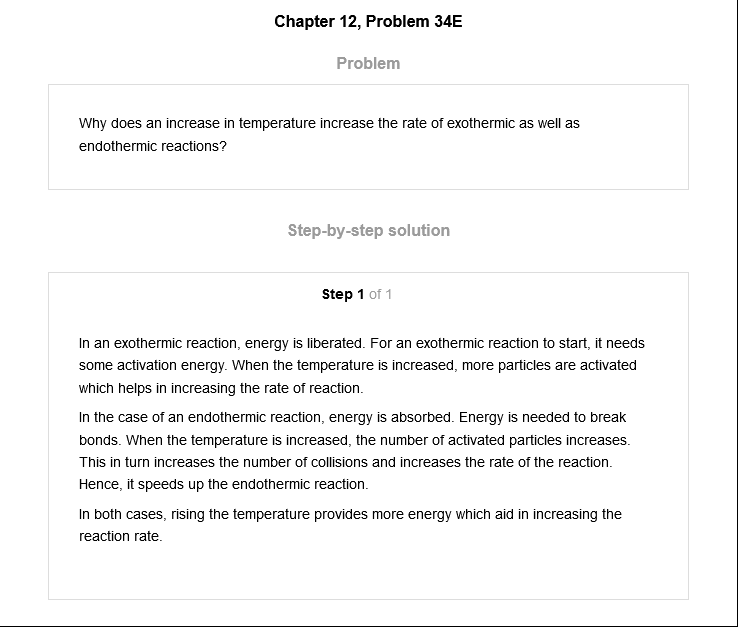 Chapter 12, Problem 34E
Problem
Why does an increase in temperature increase the rate of exothermic as well as
endothermic reactions?
Step-by-step solution
Step 1 of 1
In an exothermic reaction, energy is liberated. For an exothermic reaction to start, it needs
some activation energy. When the temperature is increased, more particles are activated
which helps in increasing the rate of reaction.
In the case of an endothermic reaction, energy is absorbed. Energy is needed to break
bonds. When the temperature is increased, the number of activated particles increases.
This in turn increases the number of collisions and increases the rate of the reaction.
Hence, it speeds up the endothermic reaction.
In both cases, rising the temperature provides more energy which aid in increasing the
reaction rate.